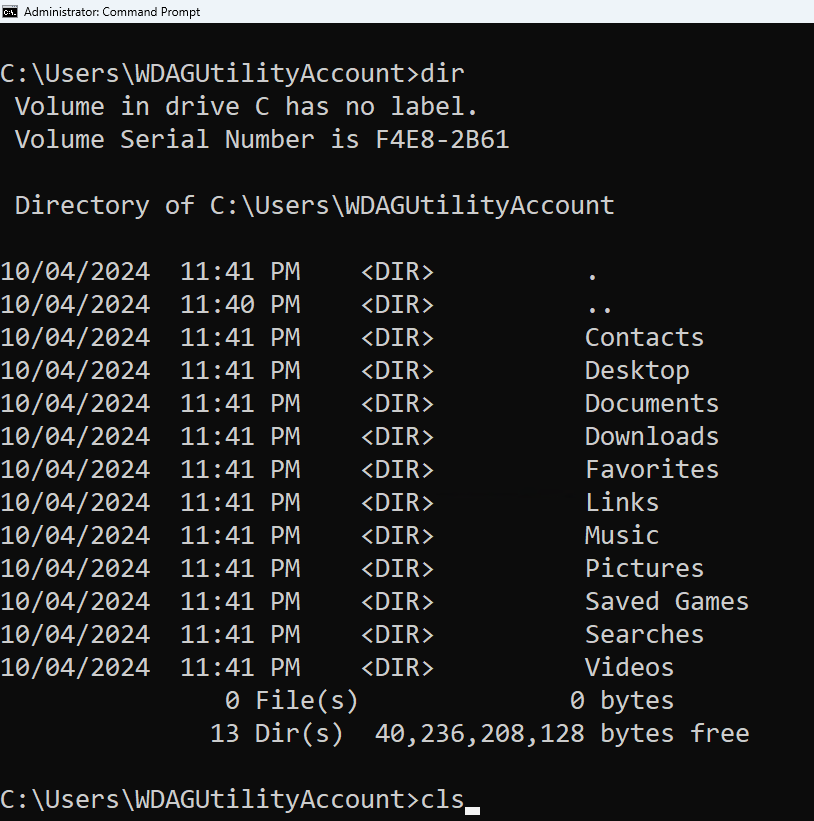 Administrator: Command Prompt
C:\Users\WDAGUtilityAccount>dir
 Volume in drive C has no label.
 Volume Serial Number is F4E8-2B61
 Directory of C:\Users\WDAGUtilityAccount
10/04/2024  11:41 PM    <DIR>          .
10/04/2024  11:40 PM    <DIR>          ..
10/04/2024  11:41 PM    <DIR>          Contacts
10/04/2024  11:41 PM    <DIR>          Desktop
10/04/2024  11:41 PM    <DIR>          Documents
10/04/2024  11:41 PM    <DIR>          Downloads
10/04/2024  11:41 PM    <DIR>          Favorites
10/04/2024  11:41 PM    <DIR>          Links
10/04/2024  11:41 PM    <DIR>          Music
10/04/2024  11:41 PM    <DIR>          Pictures
10/04/2024  11:41 PM    <DIR>          Saved Games
10/04/2024  11:41 PM    <DIR>          Searches
10/04/2024  11:41 PM    <DIR>          Videos
               0 File(s)              0 bytes
              13 Dir(s)  40,236,208,128 bytes free
C:\Users\WDAGUtilityAccount>cls